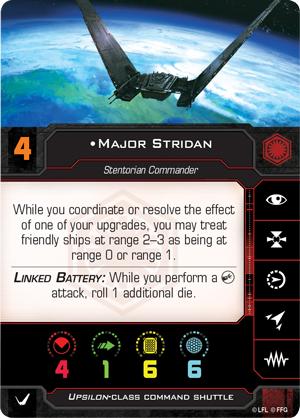 4
•Major Stridan
Stentorian Commander
While you coordinate or resolve the effect
of one of your upgrades, you may treat
friendly ships at range 2–3 as being at
range 0 or range 1.
Linked Battery: While you perform a
attack, roll 1 additional die.
4 1 6 6
Upsilon-class command shuttle
©LFL ©FFG